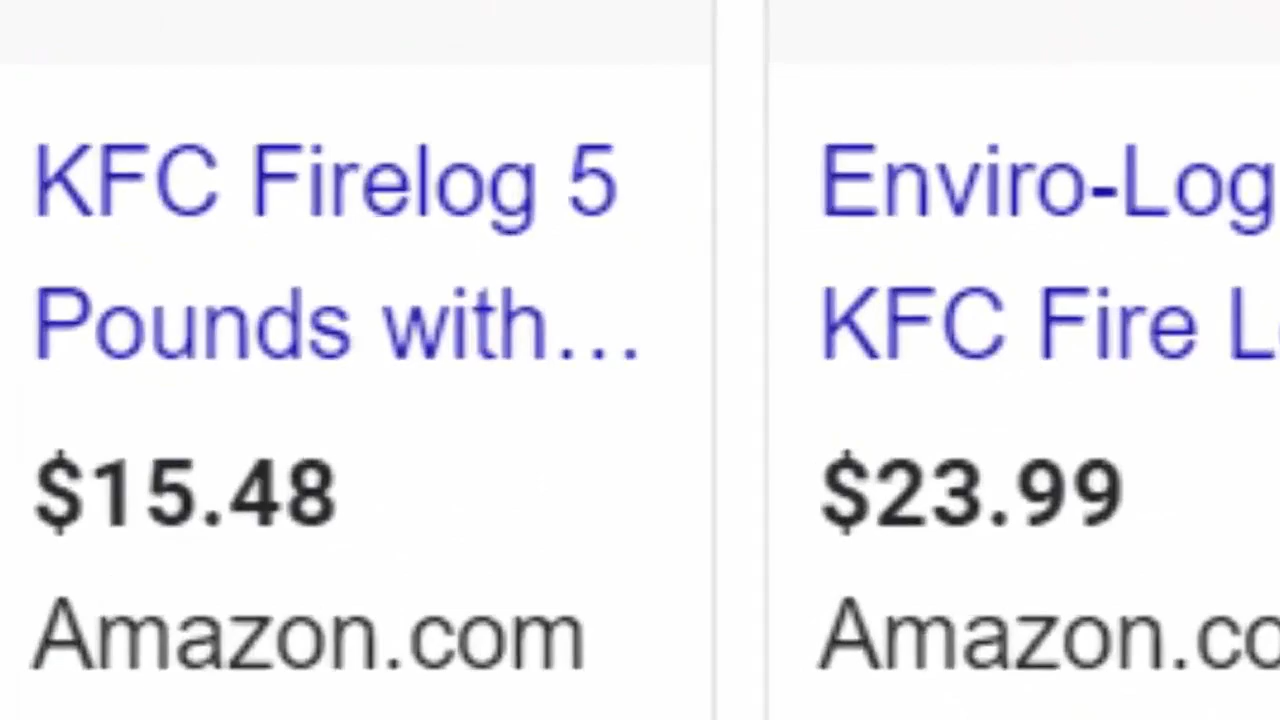 KFC Firelog 5
Pounds with...
$15.48
Amazon.com
Enviro-Log
KFC Fire
$23.99